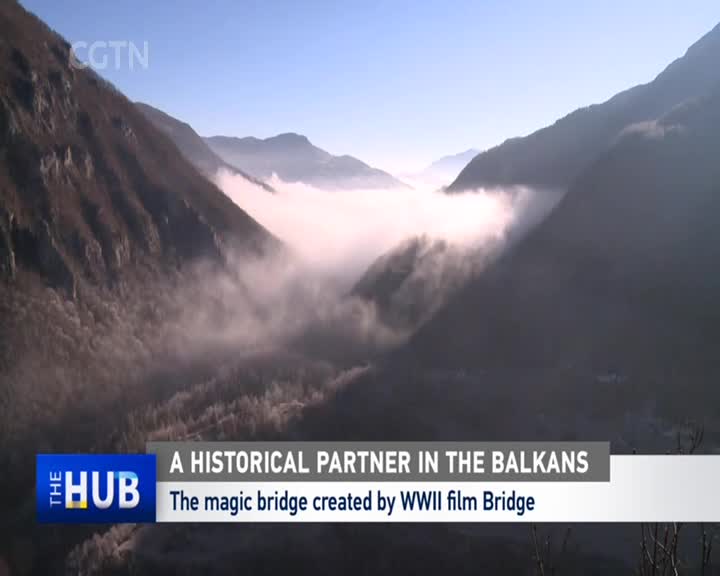 CGTN
THE HUB
A HISTORICAL PARTNER IN THE BALKANS
The magic bridge created by WWII film Bridge